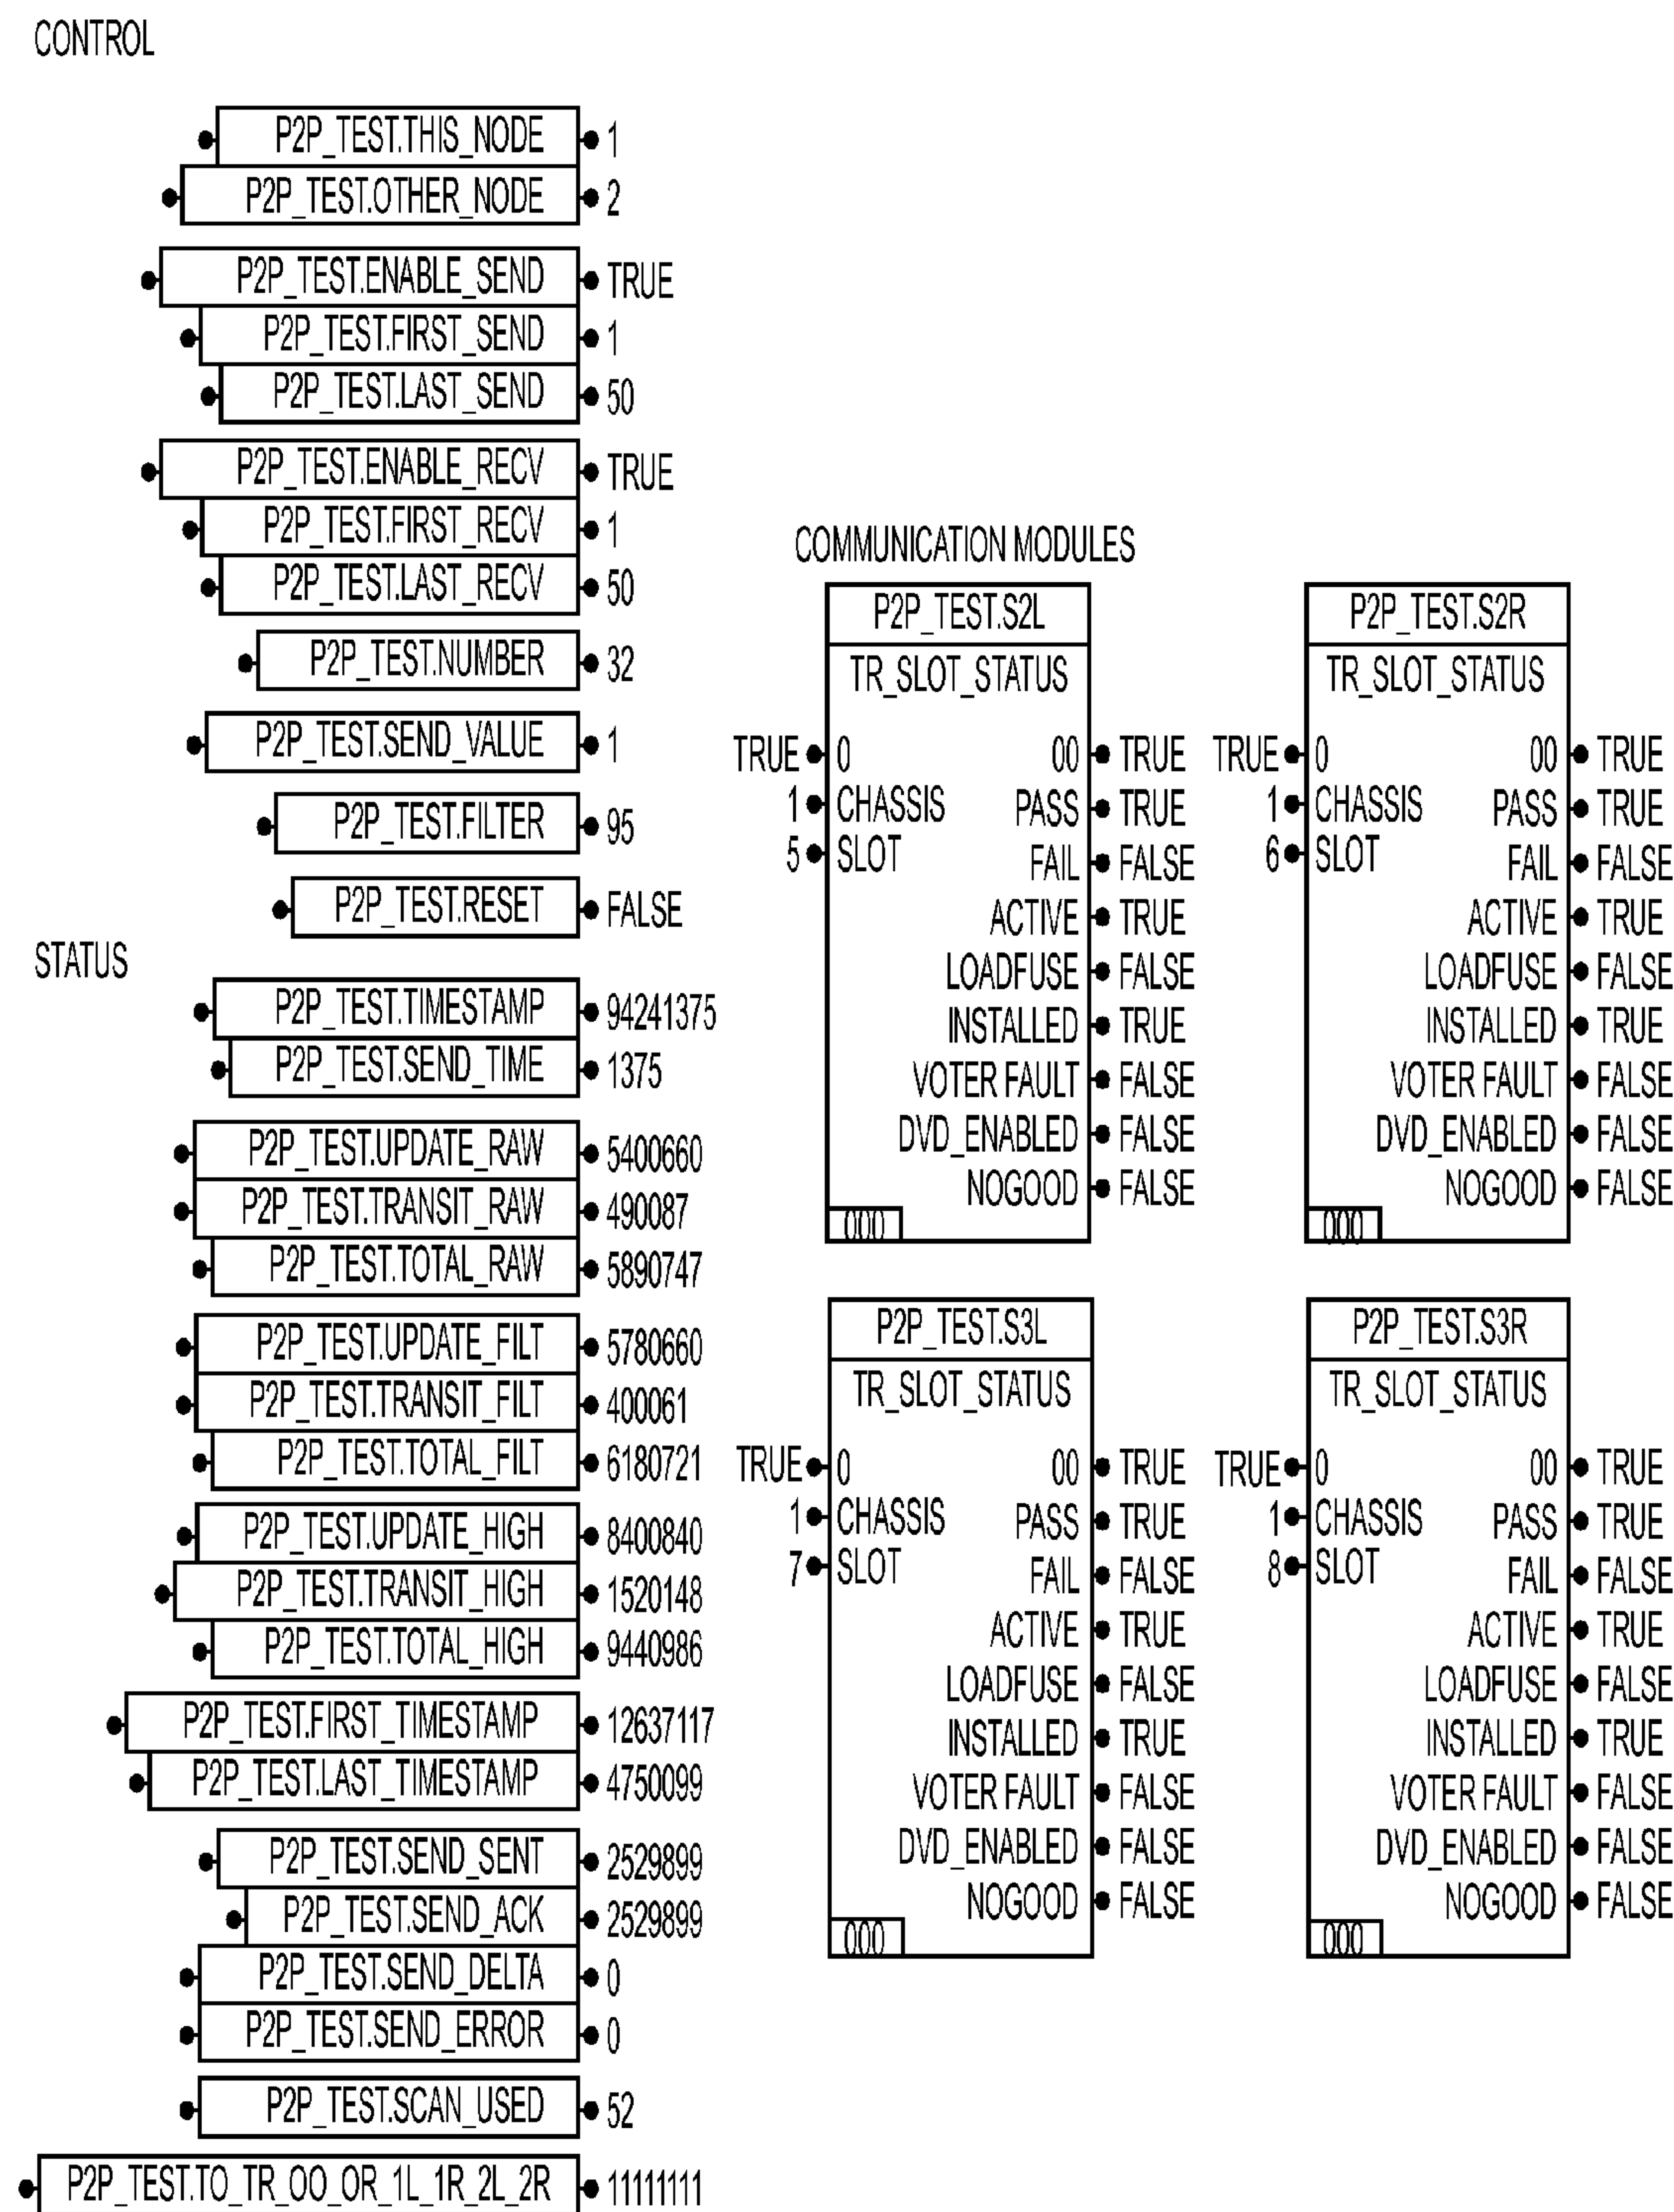 CONTROL
P2P_TEST.THIS_NODE 1
P2P_TEST.OTHER_NODE 2
P2P_TEST.ENABLE_SEND TRUE
P2P_TEST.FIRST_SEND 1
P2P_TEST.LAST_SEND 50
P2P_TEST.ENABLE_RECV TRUE
P2P_TEST.FIRST_RECV 1
P2P_TEST.LAST_RECV 50
P2P_TEST.NUMBER 32
P2P_TEST.SEND_VALUE 1
P2P_TEST.FILTER 95
P2P_TEST.RESET FALSE
STATUS
P2P_TEST.TIMESTAMP 94241375
P2P_TEST.SEND_TIME 1375
P2P_TEST.UPDATE_RAW 5400660
P2P_TEST.TRANSIT_RAW 490087
P2P_TEST.TOTAL_RAW 5890747
P2P_TEST.UPDATE_FILT 5780660
P2P_TEST.TRANSIT_FILT 400061
P2P_TEST.TOTAL_FILT 6180721
P2P_TEST.UPDATE_HIGH 8400840
P2P_TEST.TRANSIT_HIGH 1520148
P2P_TEST.TOTAL_HIGH 9440986
P2P_TEST.FIRST_TIMESTAMP 12637117
P2P_TEST.LAST_TIMESTAMP 4750099
P2P_TEST.SEND_SENT 2529899
P2P_TEST.SEND_ACK 2529899
P2P_TEST.SEND_DELTA 0
P2P_TEST.SEND_ERROR 0
P2P_TEST.SCAN_USED 52
P2P_TEST.TO_TR_OO_OR_1L_1R_2L_2R 11111111
COMMUNICATION MODULES
P2P_TEST.S2L
TR_SLOT_STATUS
TRUE 0 00 TRUE
1 CHASSIS PASS TRUE
5 SLOT FAIL FALSE
ACTIVE TRUE
LOADFUSE FALSE
INSTALLED TRUE
VOTER FAULT FALSE
DVD_ENABLED FALSE
NOGOOD FALSE
000
P2P_TEST.S2R
TR_SLOT_STATUS
TRUE 0 00 TRUE
1 CHASSIS PASS TRUE
6 SLOT FAIL FALSE
ACTIVE TRUE
LOADFUSE FALSE
INSTALLED TRUE
VOTER FAULT FALSE
DVD_ENABLED FALSE
NOGOOD FALSE
000
P2P_TEST.S3L
TR_SLOT_STATUS
TRUE 0 00 TRUE
1 CHASSIS PASS TRUE
7 SLOT FAIL FALSE
ACTIVE TRUE
LOADFUSE FALSE
INSTALLED TRUE
VOTER FAULT FALSE
DVD_ENABLED FALSE
NOGOOD FALSE
000
P2P_TEST.S3R
TR_SLOT_STATUS
TRUE 0 00 TRUE
1 CHASSIS PASS TRUE
8 SLOT FAIL FALSE
ACTIVE TRUE
LOADFUSE FALSE
INSTALLED TRUE
VOTER FAULT FALSE
DVD_ENABLED FALSE
NOGOOD FALSE
000